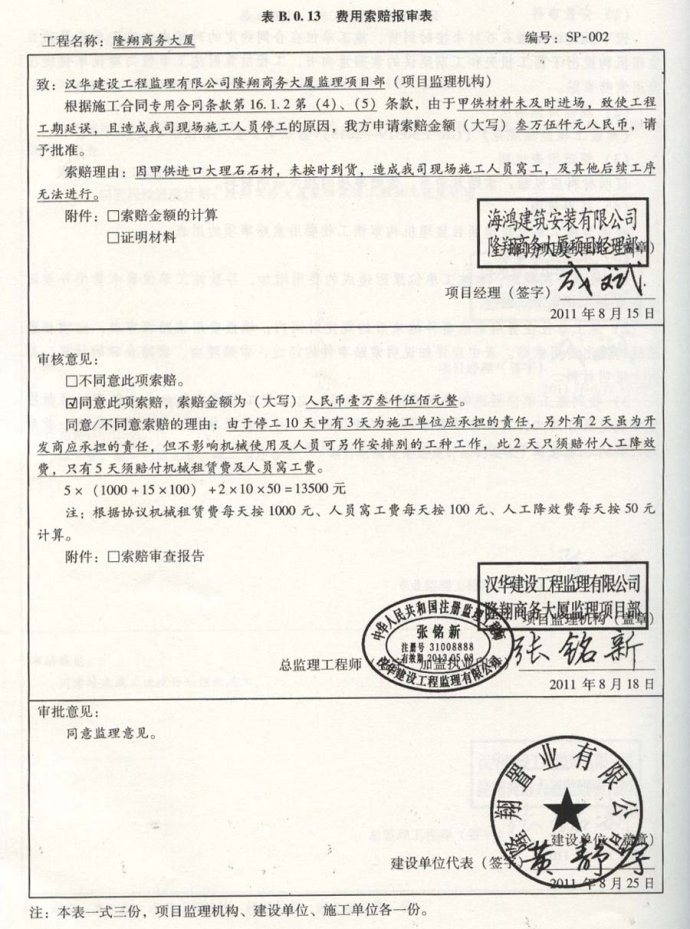 表 B.0.13 费用索赔报审表
工程名称：隆翔商务大厦 编号：SP-002
致：汉华建设工程监理有限公司隆翔商务大厦监理项目部（项目监理机构）
根据施工合同专用合同条款第16.1.2第（4）、（5）条款，由于甲供材料未及时进场，致使工程
工期延误，且造成我司现场施工人员停工的原因，我方申请索赔金额（大写）叁万伍仟元人民币，请
予批准。
索赔理由：因甲供进口大理石石材，未按时到货，造成我司现场施工人员窝工，及其他后续工序
无法进行。
附件：□索赔金额的计算
□证明材料
海鸿建筑安装有限公司
隆翔商务大厦项目经理部
章）
项目经理（签字）
2011 年 8 月 15 日
审核意见：
□不同意此项索赔。
☑同意此项索赔，索赔金额为（大写）人民币壹万叁仟伍佰元整。
同意/不同意索赔的理由：由于停工 10 天中有 3 天为施工单位应承担的责任，另外有 2 天虽为开
发商应承担的责任，但不影响机械使用及人员可另作安排别的工种工作，此 2 天只须赔付人工降效
费，只有 5 天须赔付机械租赁费及人员窝工费。
5×（1000+15×100）+2×10×50=13500 元
注：根据协议机械租赁费每天按 1000 元、人员窝工费每天按 100 元、人工降效费每天按 50 元
计算。
附件：□索赔审查报告
汉华建设工程监理有限公司
隆翔商务大厦监理项目部
项目监理机构（盖章）
中华人民共和国注册监理工程师
张铭新
注册号 31008888
有效期 2013.05.08
汉华建设工程监理有限公司
总监理工程师（签字、加盖执业印章）张铭新
2011 年 8 月 18 日
审批意见：
同意监理意见。
隆翔置业有限公司
建设单位（盖章）
建设单位代表（签字）
2011 年 8 月 25 日
注：本表一式三份，项目监理机构、建设单位、施工单位各一份。